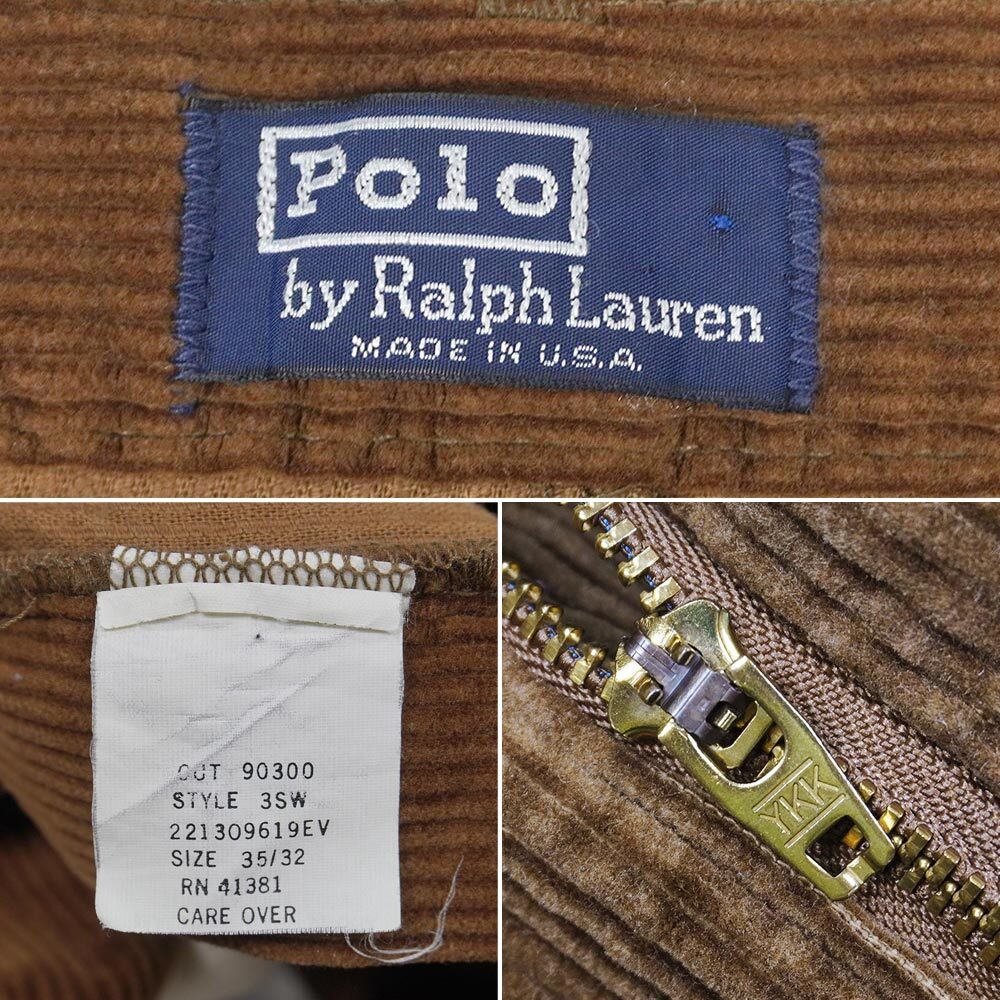 Polo
by Ralph Lauren
MADE IN U.S.A.
CUT 90300
STYLE 3SW
221309619EV
SIZE 35/32
RN 41381
CARE OVER
YKK